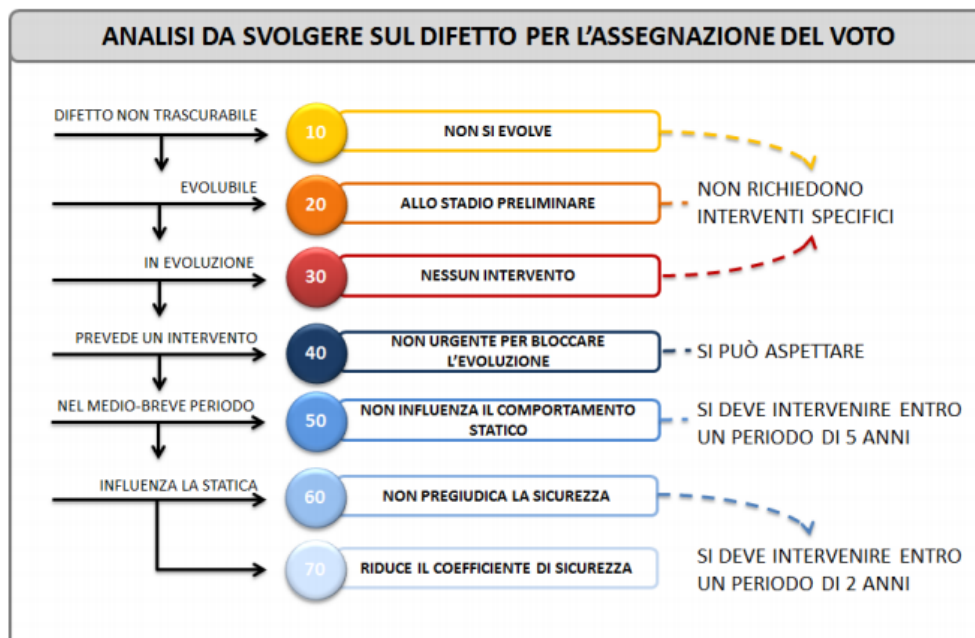 ANALISI DA SVOLGERE SUL DIFETTO PER L'ASSEGNAZIONE DEL VOTO
DIFETTO NON TRASCURABILE
10
NON SI EVOLVE
EVOLUBILE
20
ALLO STADIO PRELIMINARE
NON RICHIEDONO
INTERVENTI SPECIFICI
IN EVOLUZIONE
30
NESSUN INTERVENTO
PREVEDE UN INTERVENTO
40
NON URGENTE PER BLOCCARE
L'EVOLUZIONE
SI PUÒ ASPETTARE
NEL MEDIO-BREVE PERIODO
50
NON INFLUENZA IL COMPORTAMENTO
STATICO
SI DEVE INTERVENIRE ENTRO
UN PERIODO DI 5 ANNI
INFLUENZA LA STATICA
60
NON PREGIUDICA LA SICUREZZA
70
RIDUCE IL COEFFICIENTE DI SICUREZZA
SI DEVE INTERVENIRE ENTRO
UN PERIODO DI 2 ANNI